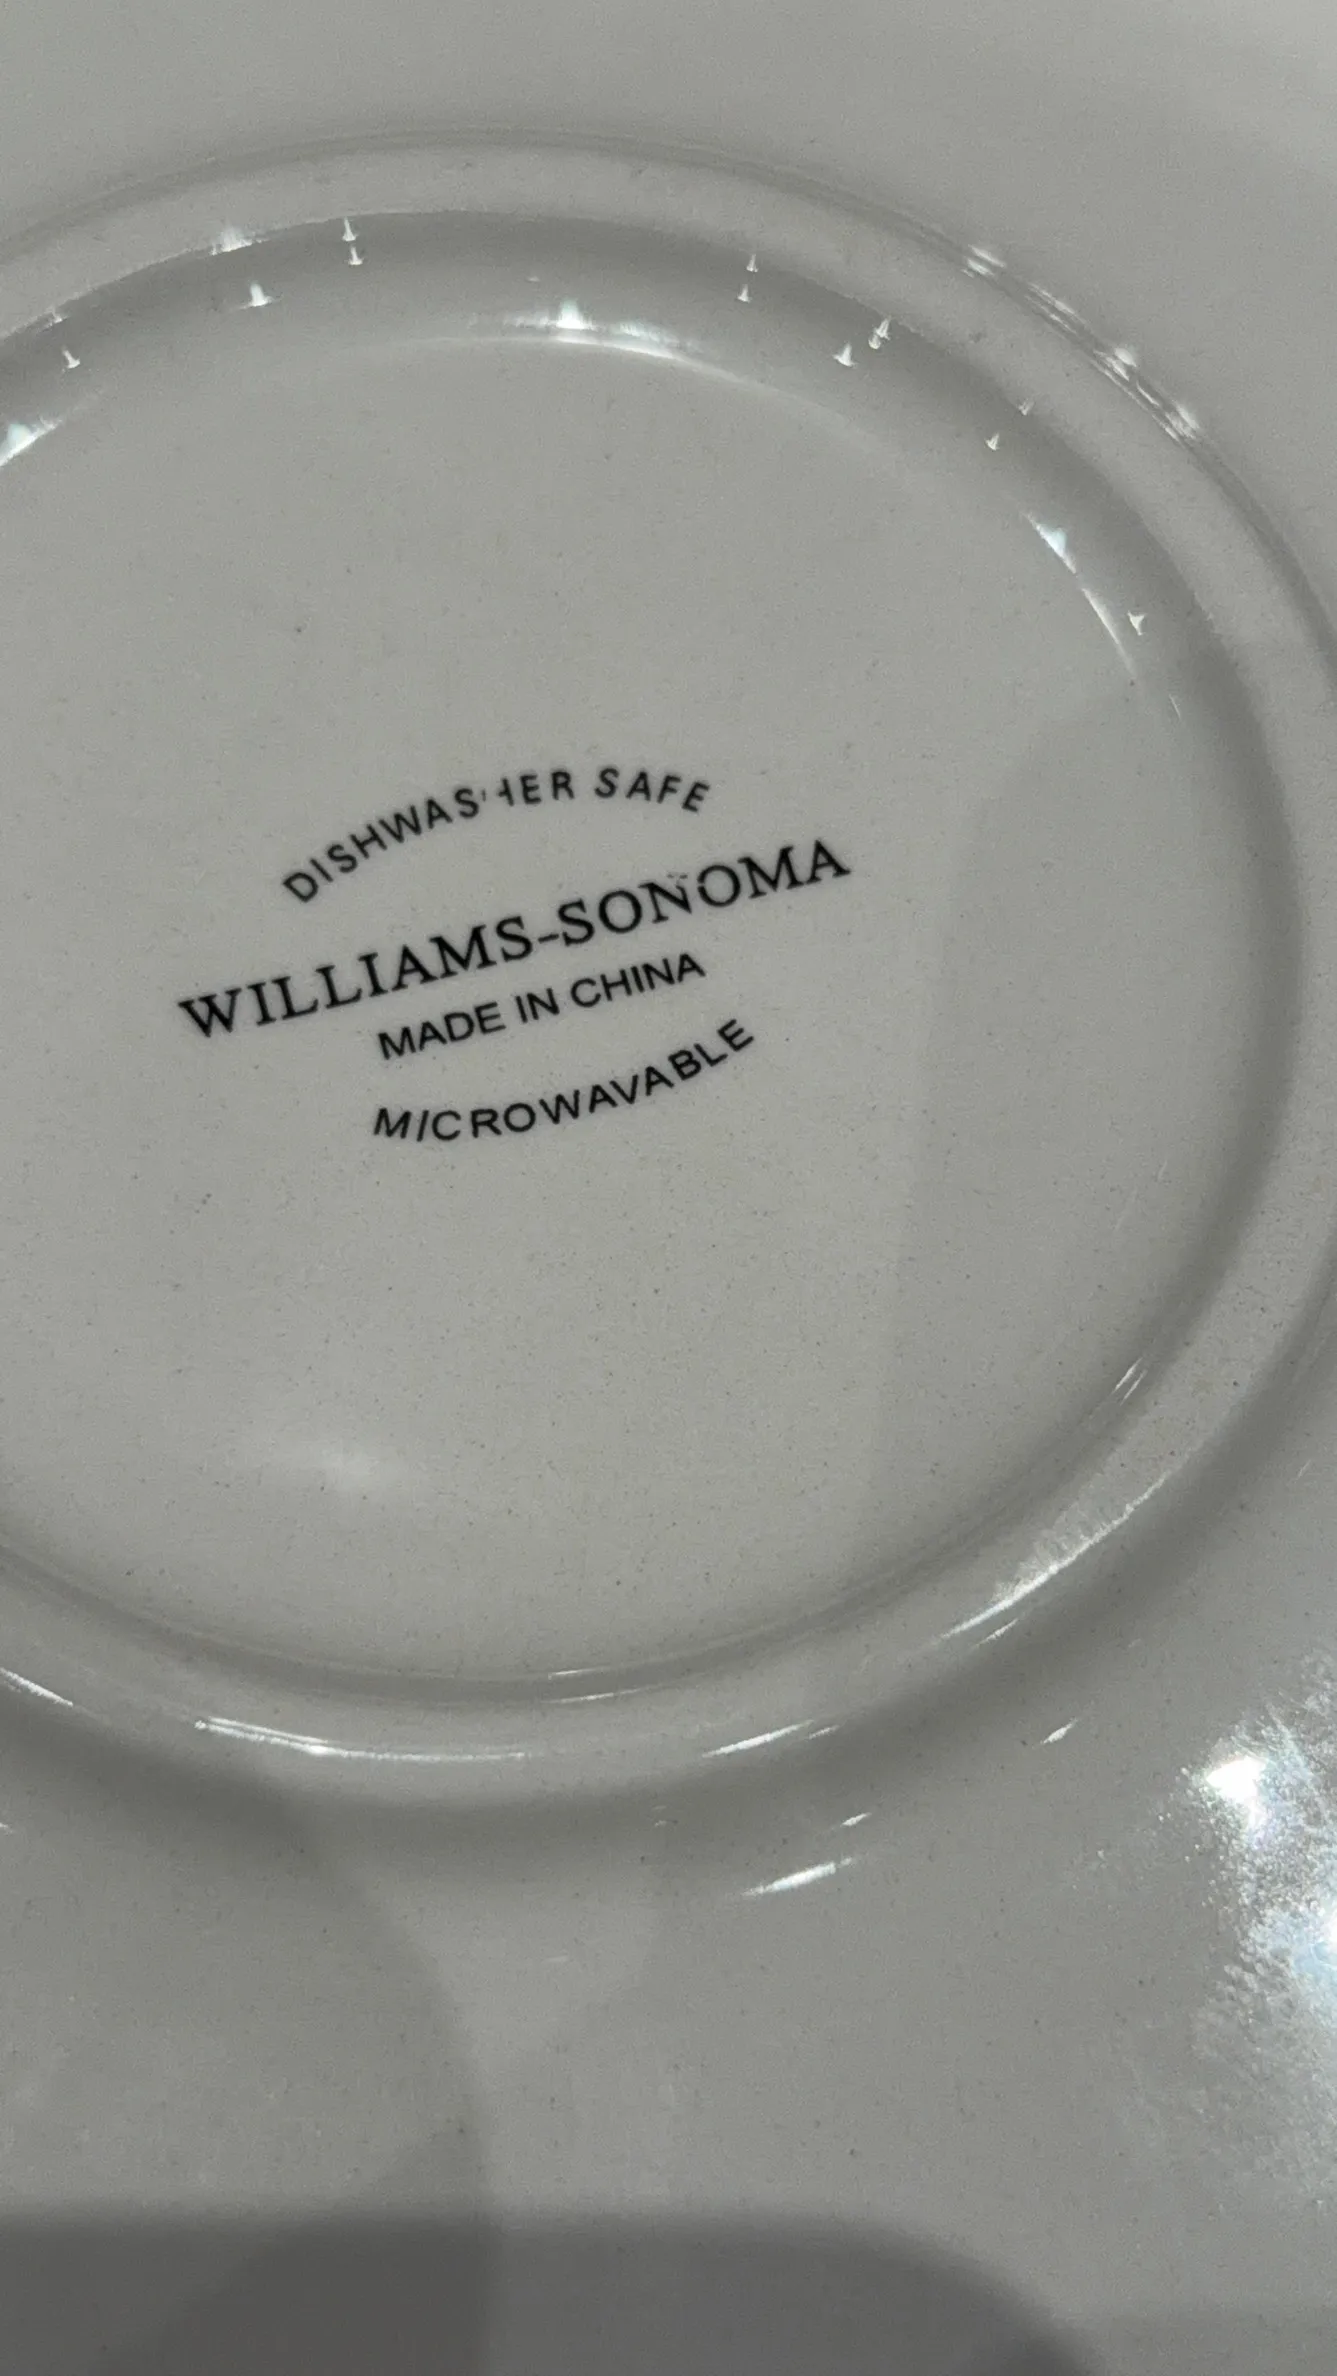 DISHWASHER SAFE
WILLIAMS-SONOMA
MADE IN CHINA
MICROWAVABLE